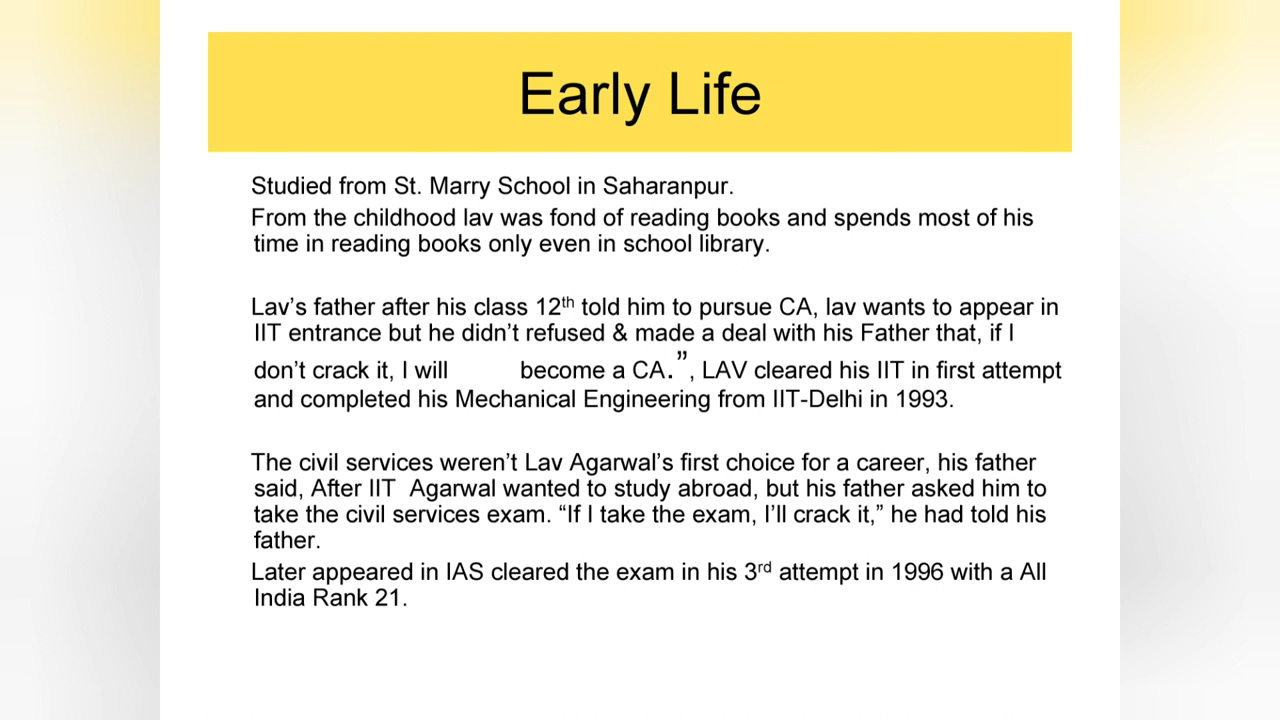 Early Life
Studied from St. Marry School in Saharanpur.
From the childhood lav was fond of reading books and spends most of his
time in reading books only even in school library.
Lav’s father after his class 12th told him to pursue CA, lav wants to appear in
IIT entrance but he didn’t refused & made a deal with his Father that, if I
don’t crack it, I will become a CA.”, LAV cleared his IIT in first attempt
and completed his Mechanical Engineering from IIT-Delhi in 1993.
The civil services weren’t Lav Agarwal’s first choice for a career, his father
said, After IIT Agarwal wanted to study abroad, but his father asked him to
take the civil services exam. “If I take the exam, I’ll crack it,” he had told his
father.
Later appeared in IAS cleared the exam in his 3rd attempt in 1996 with a All
India Rank 21.